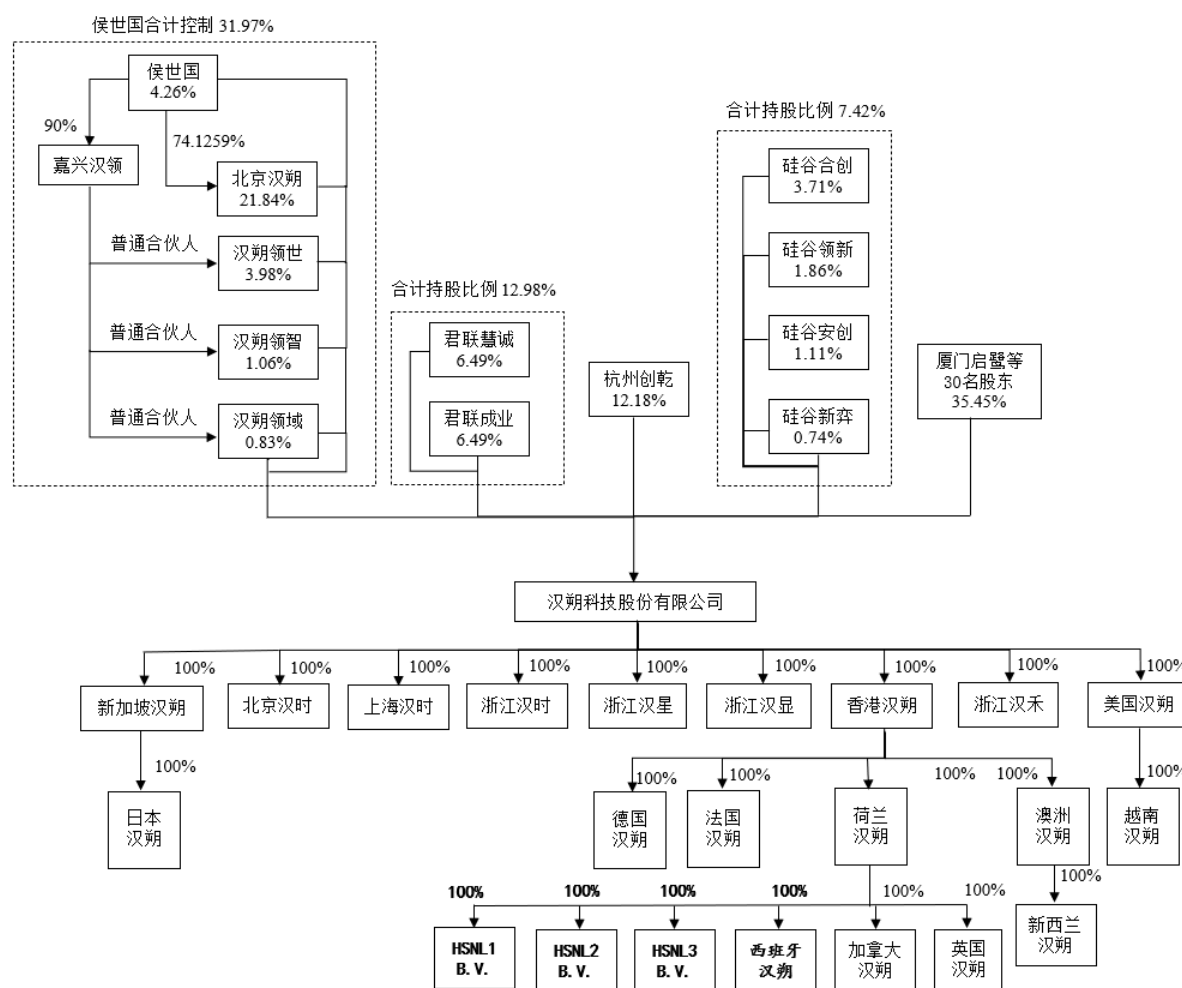 侯世国合计控制 31.97%
侯世国
4.26%
90%
74.1259%
嘉兴汉领
北京汉朔
21.84%
普通合伙人
汉朔领世
3.98%
普通合伙人
汉朔领智
1.06%
普通合伙人
汉朔领域
0.83%
合计持股比例 12.98%
君联慧诚
6.49%
君联成业
6.49%
杭州创乾
12.18%
合计持股比例 7.42%
硅谷合创
3.71%
硅谷领新
1.86%
硅谷安创
1.11%
硅谷新弈
0.74%
厦门启鹭等
30名股东
35.45%
汉朔科技股份有限公司
100%
100%
100%
100%
100%
100%
100%
100%
100%
新加坡汉朔
北京汉时
上海汉时
浙江汉时
浙江汉星
浙江汉显
香港汉朔
浙江汉禾
美国汉朔
100%
100%
100%
100%
100%
100%
日本
汉朔
德国
汉朔
法国
汉朔
荷兰
汉朔
澳洲
汉朔
越南
汉朔
100%
100%
100%
100%
100%
100%
100%
HSNL1
B. V.
HSNL2
B. V.
HSNL3
B. V.
西班牙
汉朔
加拿大
汉朔
英国
汉朔
新西兰
汉朔